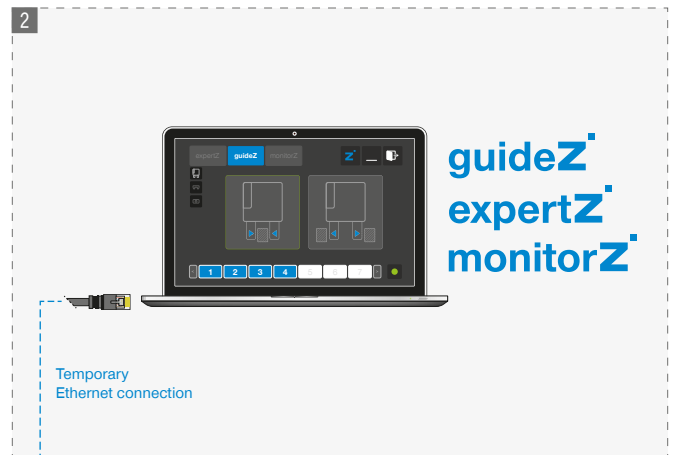 2
expertZ guideZ monitorZ Z
1 2 3 4 5 6 7
guideZ
expertZ
monitorZ
Temporary
Ethernet connection